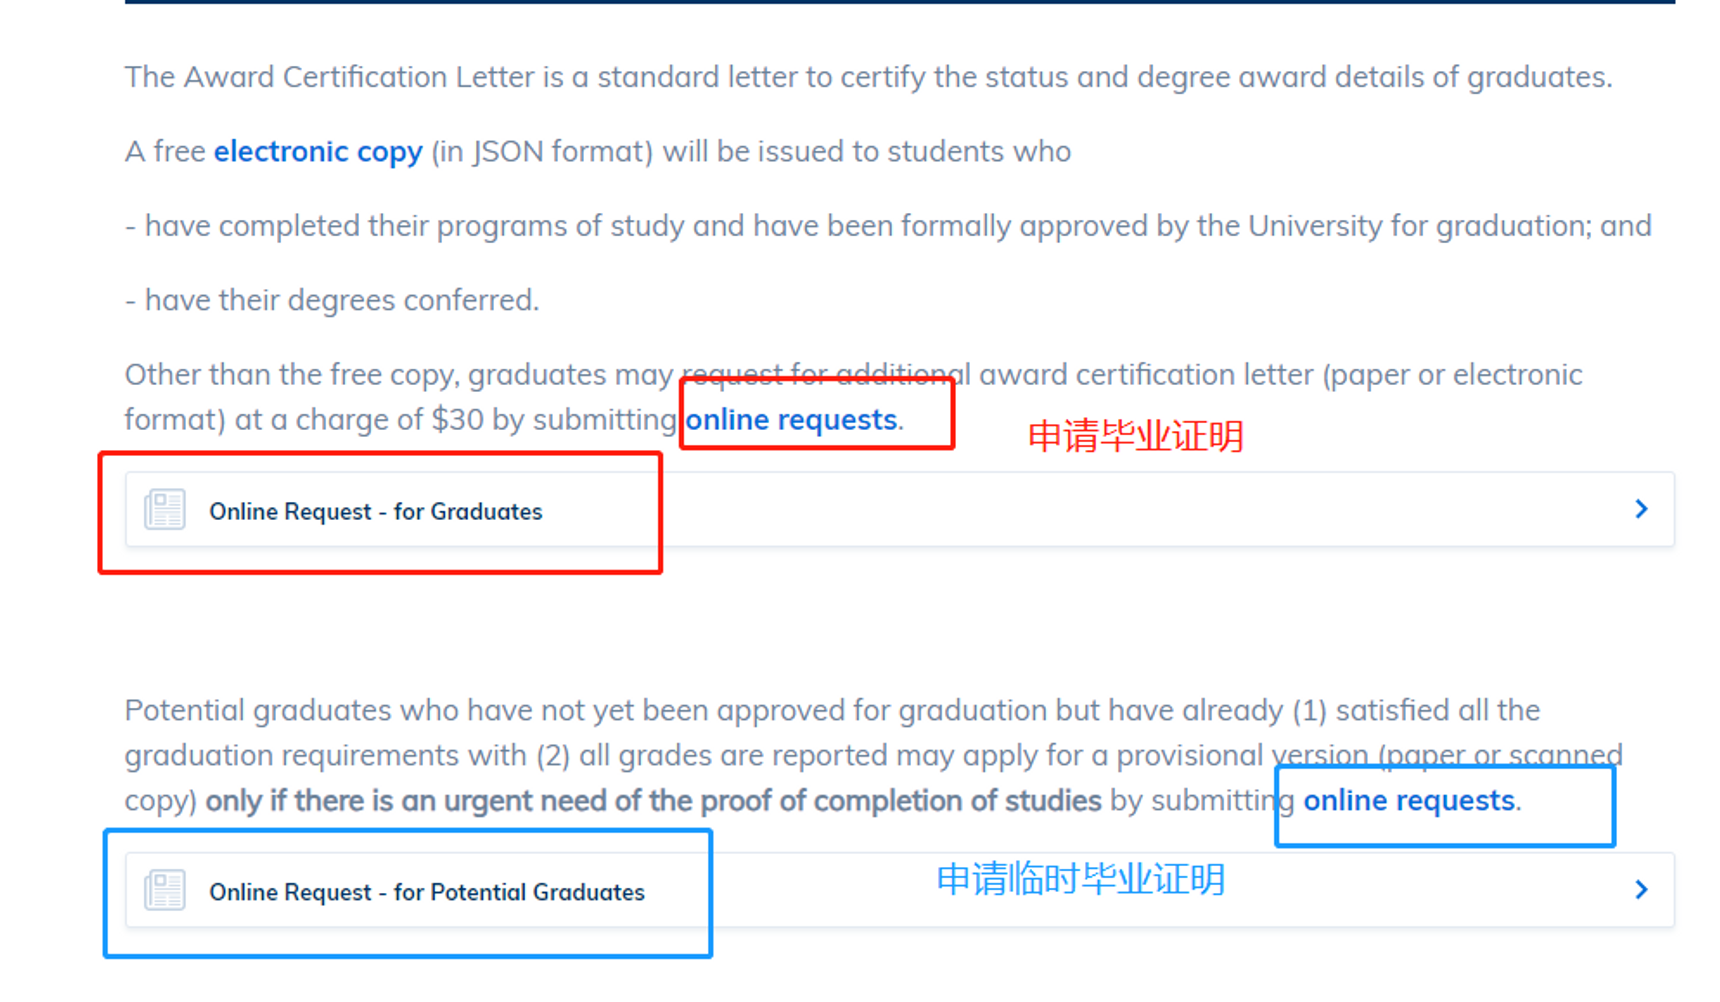 The Award Certification Letter is a standard letter to certify the status and degree award details of graduates.
A free electronic copy (in JSON format) will be issued to students who
- have completed their programs of study and have been formally approved by the University for graduation; and
- have their degrees conferred.
Other than the free copy, graduates may request for additional award certification letter (paper or electronic
format) at a charge of $30 by submitting online requests.
申请毕业证明
Online Request - for Graduates
Potential graduates who have not yet been approved for graduation but have already (1) satisfied all the
graduation requirements with (2) all grades are reported may apply for a provisional version (paper or scanned
copy) only if there is an urgent need of the proof of completion of studies by submitting online requests.
申请临时毕业证明
Online Request - for Potential Graduates